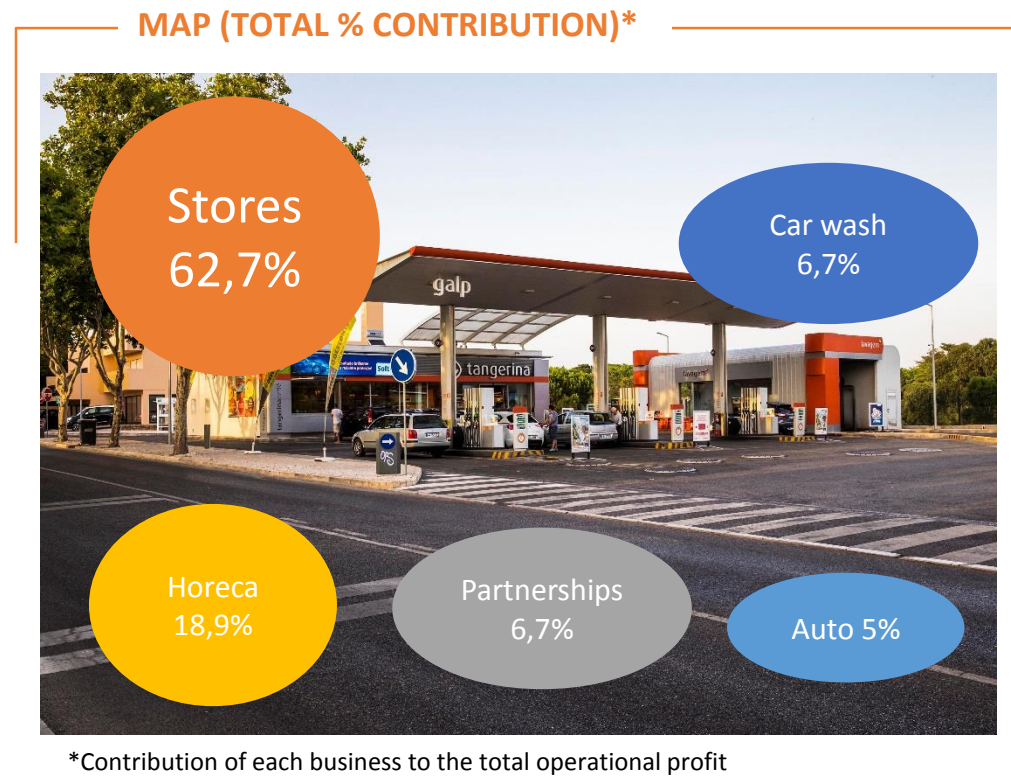 MAP (TOTAL % CONTRIBUTION)*
Stores
62,7%
Car wash
6,7%
galp
tangerina
Soft
Horeca
18,9%
Partnerships
6,7%
Auto 5%
*Contribution of each business to the total operational profit